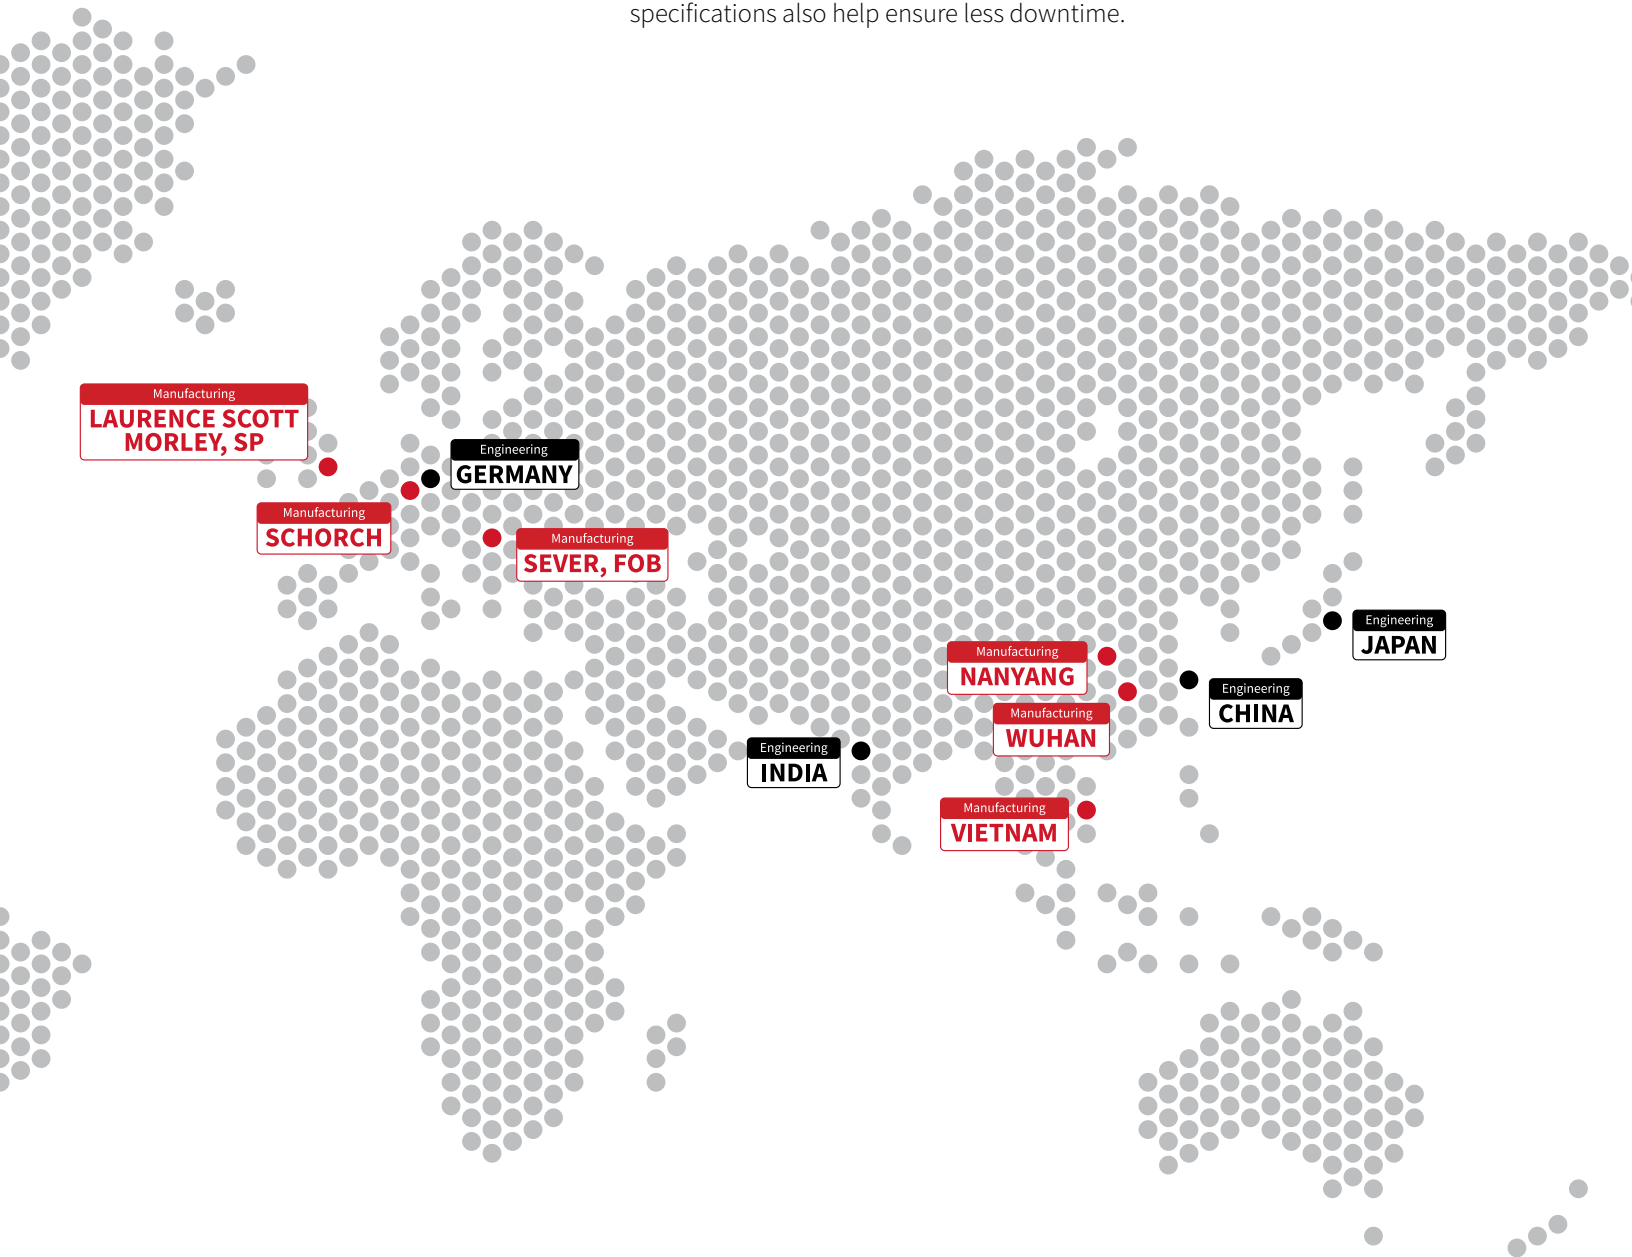 specifications also help ensure less downtime.
Manufacturing
LAURENCE SCOTT
MORLEY, SP
Engineering
GERMANY
Manufacturing
SCHORCH
Manufacturing
SEVER, FOB
Engineering
JAPAN
Manufacturing
NANYANG
Engineering
CHINA
Manufacturing
WUHAN
Engineering
INDIA
Manufacturing
VIETNAM